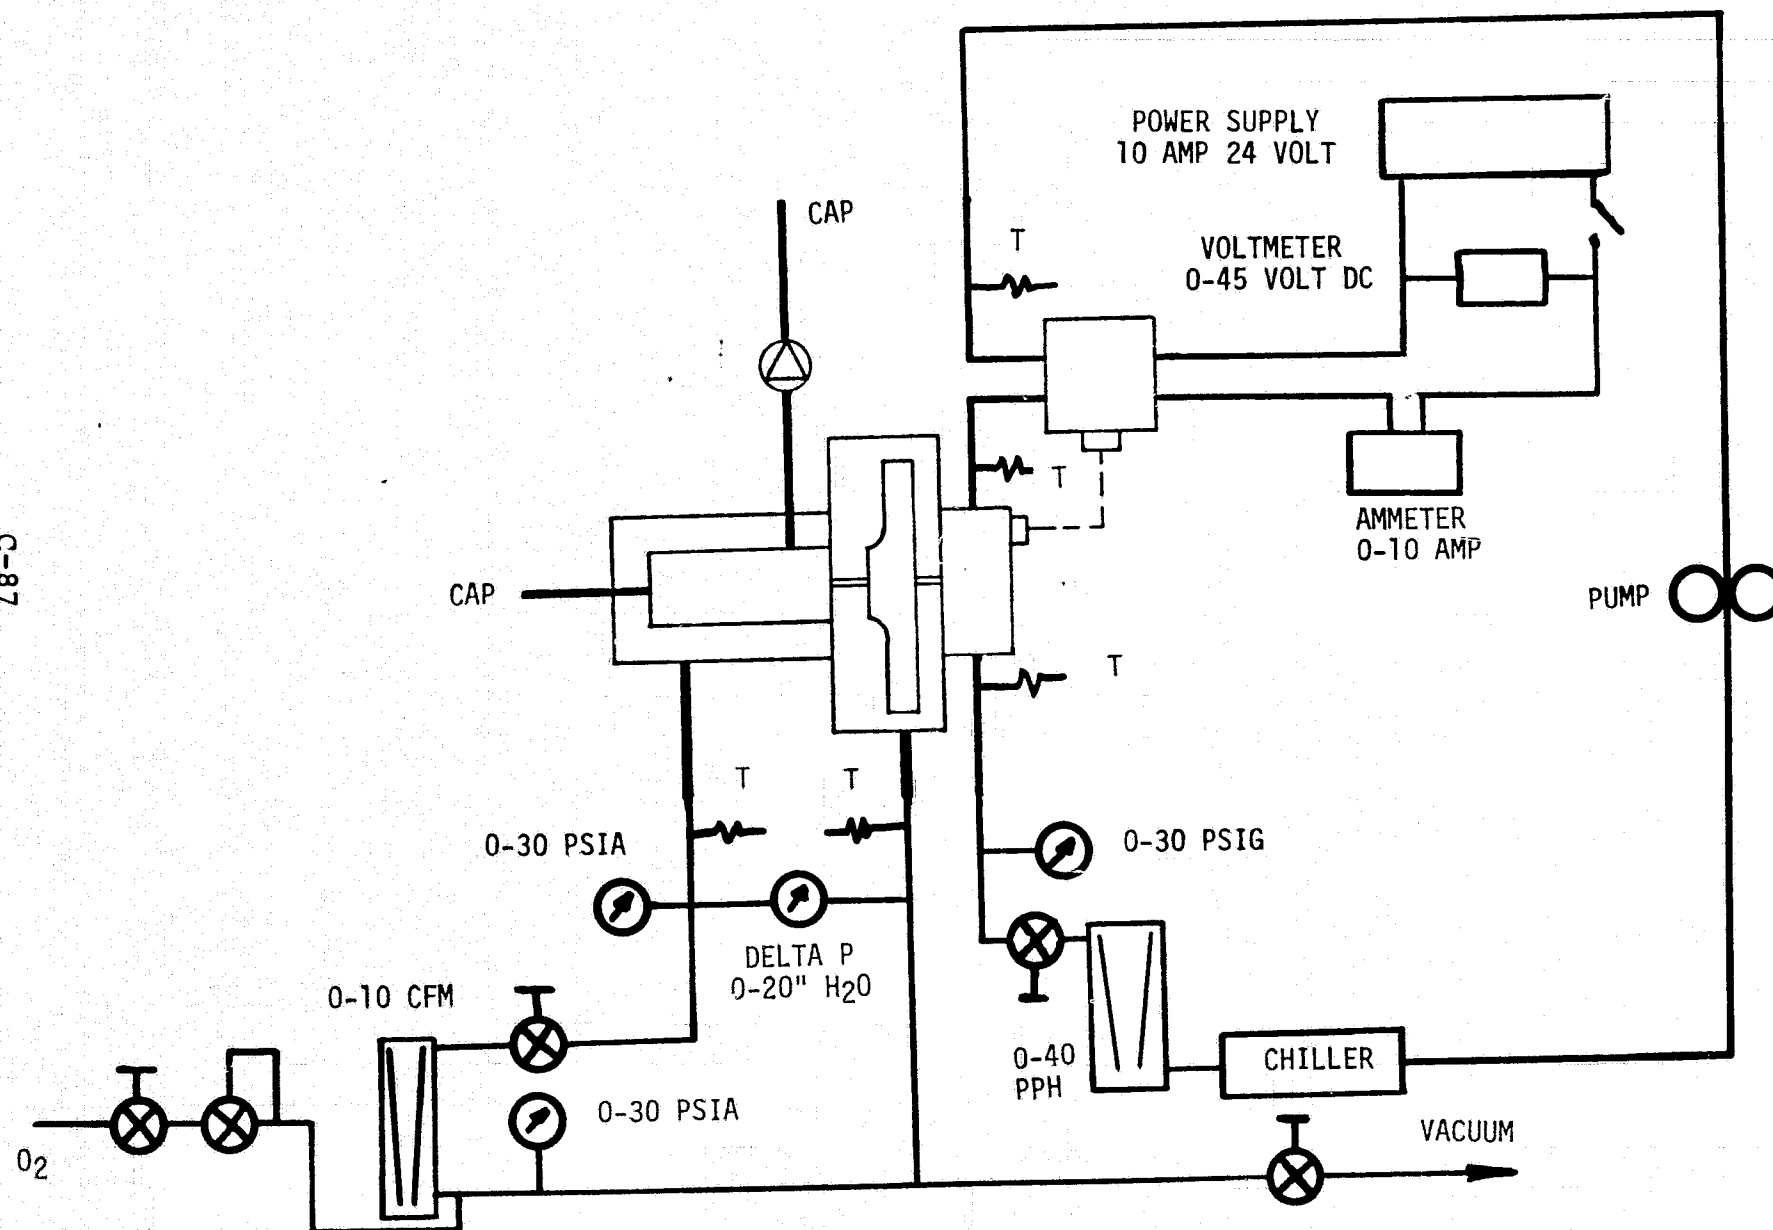 POWER SUPPLY
10 AMP 24 VOLT
CAP
T
VOLTMETER
0-45 VOLT DC
T
AMMETER
0-10 AMP
C-87
CAP
PUMP
T
T
T
0-30 PSIA
0-30 PSIG
DELTA P
0-20" H2O
0-10 CFM
0-40
PPH
CHILLER
0-30 PSIA
VACUUM
O2